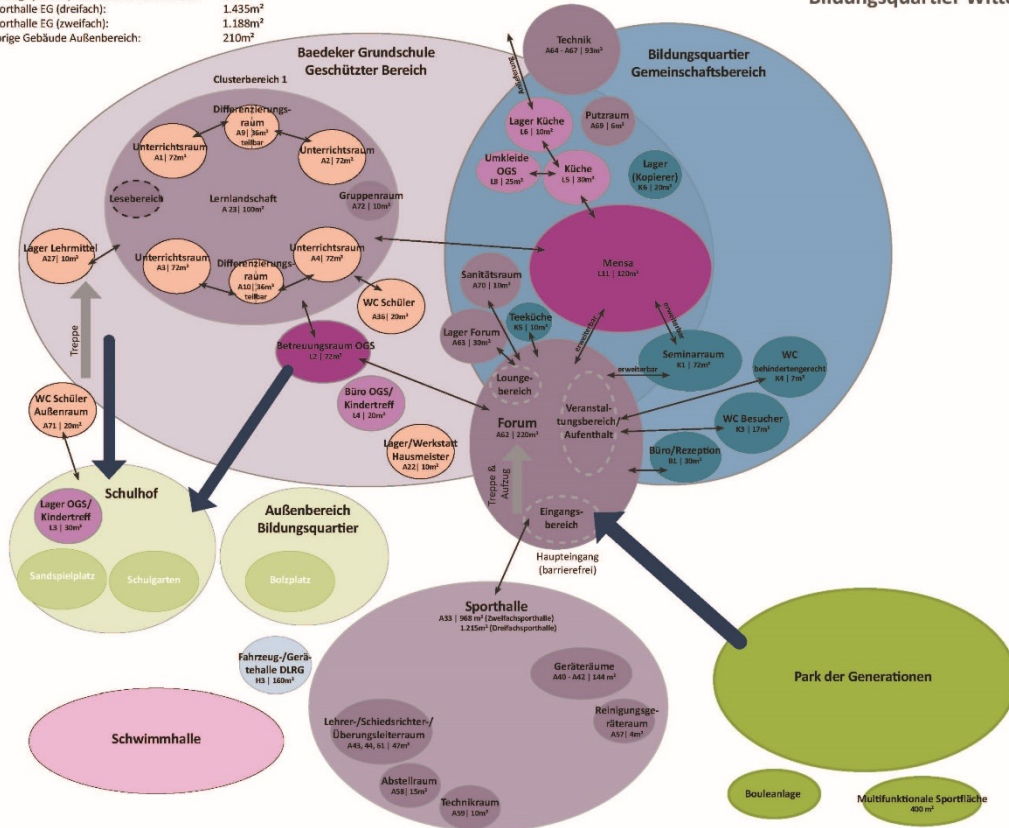 Sporthalle EG (dreifach): 1.435m²
Sporthalle EG (zweifach): 1.188m²
Gebäude Außenbereich: 210m²
Bildungsquartier
Baedeker Grundschule
Geschützter Bereich
Clusterbereich 1
Differenzierungs-
raum
A9 | 36m²
teilbar
Unterrichtsraum
A1 | 72m²
Unterrichtsraum
A2 | 72m²
Lesebereich
Lernlandschaft
A 23 | 100m²
Gruppenraum
A72 | 10m²
Lager Lehrmittel
A27 | 10m²
Unterrichtsraum
A3 | 72m²
Differenzierungs-
raum
A10 | 36m²
teilbar
Unterrichtsraum
A4 | 72m²
WC Schüler
A36 | 20m²
Treppe
Betreuungsraum OGS
L2 | 72m²
Büro OGS/
Kindertreff
L4 | 20m²
Lager/Werkstatt
Hausmeister
A22 | 10m²
WC Schüler
Außenraum
A71 | 20m²
Technik
A64 - A67 | 93m²
Anlieferung
Bildungsquartier
Gemeinschaftsbereich
Lager Küche
L6 | 10m²
Putzraum
A69 | 6m²
Umkleide
OGS
L8 | 25m²
Küche
L5 | 30m²
Lager
(Kopierer)
K6 | 20m²
Mensa
L11 | 120m²
Sanitätsraum
A70 | 10m²
Teeküche
K5 | 10m²
Lager Forum
A63 | 30m²
erweiterbar
erweiterbar
Seminarraum
K1 | 72m²
erweiterbar
WC
behindertengerecht
K4 | 7m²
WC Besucher
K3 | 17m²
Büro/Rezeption
B1 | 30m²
Lounge-
bereich
Forum
A62 | 220m²
Veranstal-
tungsbereich/
Aufenthalt
Treppe &
Aufzug
Eingangs-
bereich
Haupteingang
(barrierefrei)
Schulhof
Lager OGS/
Kindertreff
L3 | 30m²
Sandspielplatz
Schulgarten
Außenbereich
Bildungsquartier
Bolzplatz
Sporthalle
A33 | 968 m² (Zweifachsporthalle)
1.215m² (Dreifachsporthalle)
Geräteräume
A40 - A42 | 144 m²
Reinigungsge-
räteraum
A57 | 4m²
Lehrer-/Schiedsrichter-/
Überungsleiterraum
A43, 44, 61 | 47m²
Abstellraum
A58 | 15m²
Technikraum
A59 | 10m²
Fahrzeug-/Gerä-
tehalle DLRG
H3 | 160m²
Schwimmhalle
Park der Generationen
Bouleanlage
Multifunktionale Sportfläche
400 m²